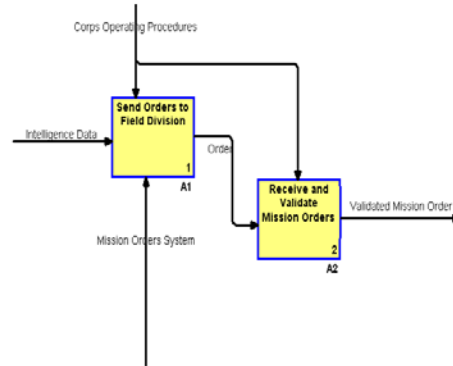 Corps Operating Procedures
Send Orders to
Field Division
Intelligence Data
1
Order
A1
Receive and
Validate
Mission Orders
Validated Mission Order
Mission Orders System
2
A2